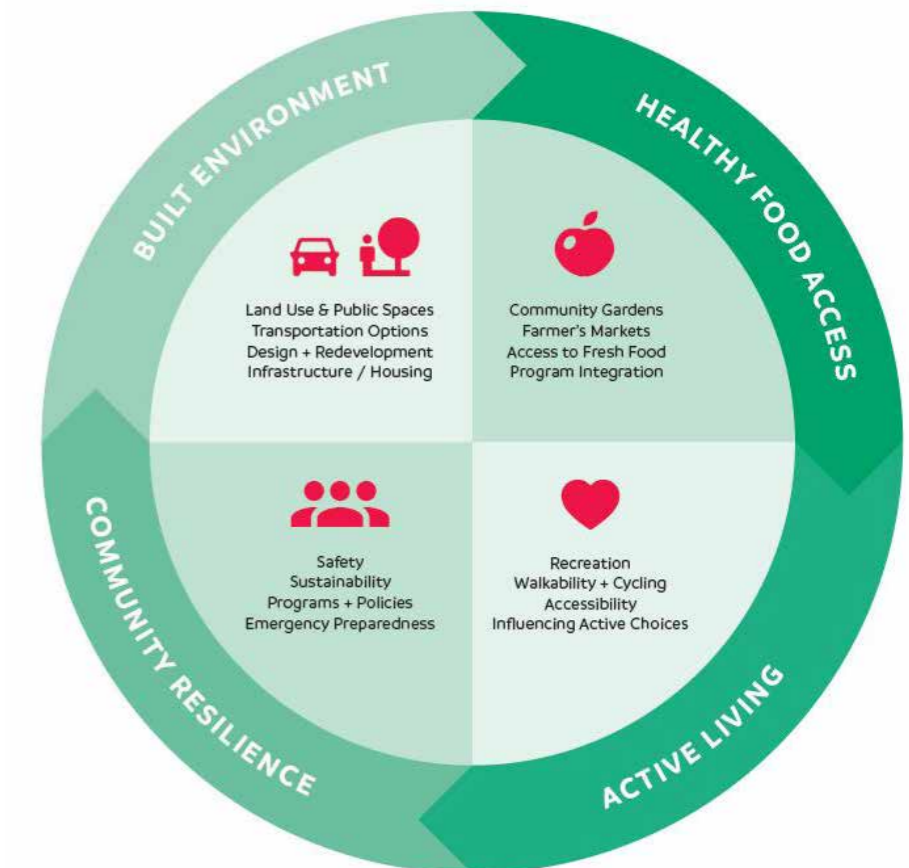 BUILT ENVIRONMENT
HEALTHY FOOD ACCESS
Land Use & Public Spaces
Transportation Options
Design + Redevelopment
Infrastructure / Housing
Community Gardens
Farmer's Markets
Access to Fresh Food
Program Integration
Safety
Sustainability
Programs + Policies
Emergency Preparedness
Recreation
Walkability + Cycling
Accessibility
Influencing Active Choices
COMMUNITY RESILIENCE
ACTIVE LIVING